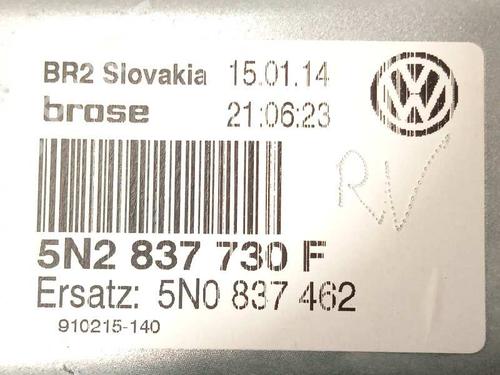 BR2 Slovakia 15.01.14
brose 21:06:23
RV
5N2 837 730 F
Ersatz: 5N0 837 462
910215-140